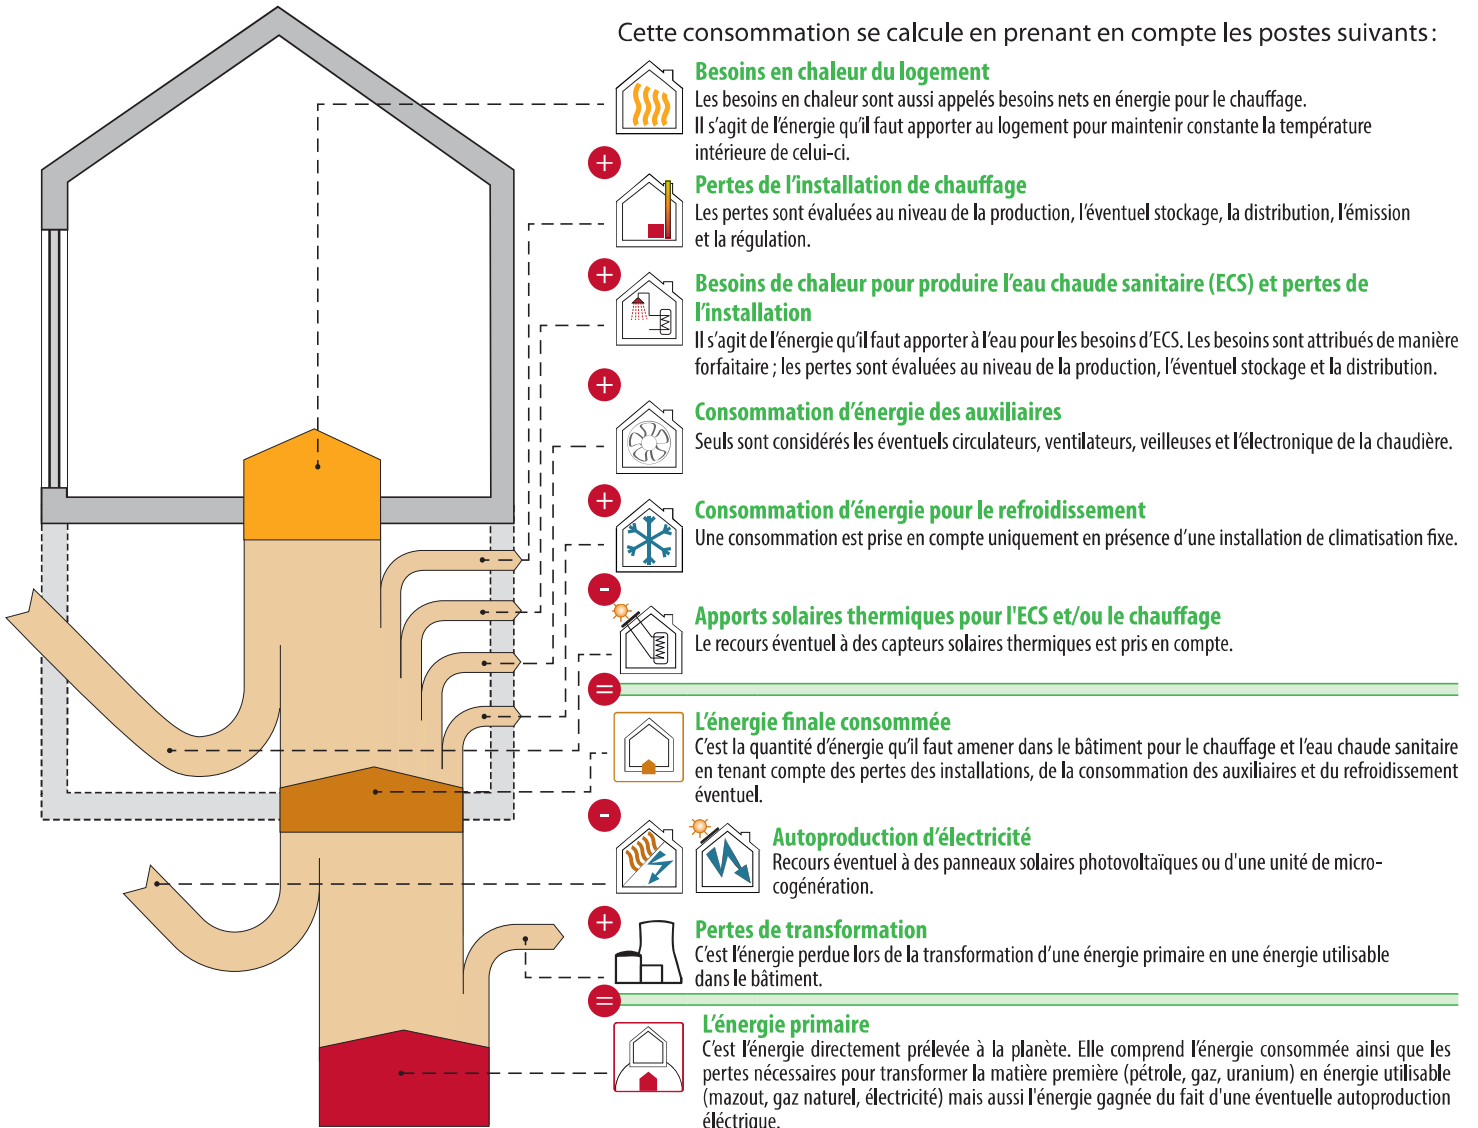 Cette consommation se calcule en prenant en compte les postes suivants :
Besoins en chaleur du logement
Les besoins en chaleur sont aussi appelés besoins nets en énergie pour le chauffage.
Il s’agit de l’énergie qu’il faut apporter au logement pour maintenir constante la température
intérieure de celui-ci.
+
Pertes de l’installation de chauffage
Les pertes sont évaluées au niveau de la production, l’éventuel stockage, la distribution, l’émission
et la régulation.
+
Besoins de chaleur pour produire l’eau chaude sanitaire (ECS) et pertes de
l’installation
Il s’agit de l’énergie qu’il faut apporter à l’eau pour les besoins d’ECS. Les besoins sont attribués de manière
forfaitaire ; les pertes sont évaluées au niveau de la production, l’éventuel stockage et la distribution.
+
Consommation d’énergie des auxiliaires
Seuls sont considérés les éventuels circulateurs, ventilateurs, veilleuses et l’électronique de la chaudière.
+
Consommation d’énergie pour le refroidissement
Une consommation est prise en compte uniquement en présence d’une installation de climatisation fixe.
-
Apports solaires thermiques pour l'ECS et/ou le chauffage
Le recours éventuel à des capteurs solaires thermiques est pris en compte.
=
L’énergie finale consommée
C’est la quantité d’énergie qu’il faut amener dans le bâtiment pour le chauffage et l’eau chaude sanitaire
en tenant compte des pertes des installations, de la consommation des auxiliaires et du refroidissement
éventuel.
-
Autoproduction d’électricité
Recours éventuel à des panneaux solaires photovoltaïques ou d'une unité de micro-
cogénération.
+
Pertes de transformation
C’est l’énergie perdue lors de la transformation d’une énergie primaire en une énergie utilisable
dans le bâtiment.
=
L’énergie primaire
C’est l’énergie directement prélevée à la planète. Elle comprend l’énergie consommée ainsi que les
pertes nécessaires pour transformer la matière première (pétrole, gaz, uranium) en énergie utilisable
(mazout, gaz naturel, électricité) mais aussi l'énergie gagnée du fait d'une éventuelle autoproduction
éléctrique.